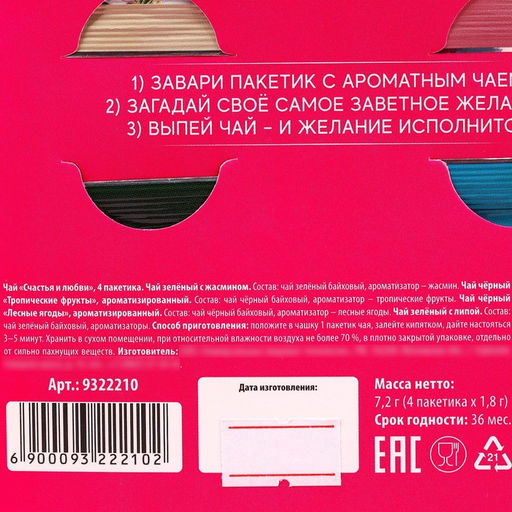 1) ЗАВАРИ ПАКЕТИК С АРОМАТНЫМ ЧАЕМ
2) ЗАГАДАЙ СВОЁ САМОЕ ЗАВЕТНОЕ ЖЕЛА
3) ВЫПЕЙ ЧАЙ – И ЖЕЛАНИЕ ИСПОЛНИТС
Чай «Счастья и любви», 4 пакетика. Чай зелёный с жасмином. Состав: чай зелёный байховый, ароматизатор – жасмин. Чай чёрный
«Тропические фрукты», ароматизированный. Состав: чай чёрный байховый, ароматизатор – тропические фрукты. Чай чёрный
«Лесные ягоды», ароматизированный. Состав: чай чёрный байховый, ароматизатор – лесные ягоды. Чай зелёный с липой. Состав:
чай зелёный байховый, ароматизаторы. Способ приготовления: положите в чашку 1 пакетик чая, залейте кипятком, дайте настояться
3–5 минут. Хранить в сухом помещении, при относительной влажности воздуха не более 70 %, в плотно закрытой упаковке, отдельно
от сильно пахнущих веществ. Изготовитель:
Арт.: 9322210
6 900093 222102
Дата изготовления:
Масса нетто:
7,2 г (4 пакетика х 1,8 г)
Срок годности: 36 мес.
EAC
21